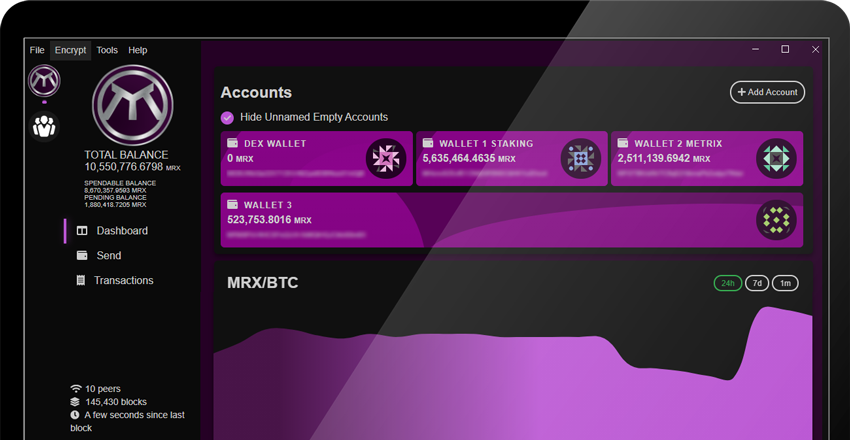 File Encrypt Tools Help
TOTAL BALANCE
10,550,776.6798 MRX
SPENDABLE BALANCE
8,670,357.9593 MRX
PENDING BALANCE
1,880,418.7205 MRX
Dashboard
Send
Transactions
10 peers
145,430 blocks
A few seconds since last
block
Accounts
+ Add Account
Hide Unnamed Empty Accounts
DEX WALLET
0 MRX
WALLET 1 STAKING
5,635,464.4635 MRX
WALLET 2 METRIX
2,511,139.6942 MRX
WALLET 3
523,753.8016 MRX
MRX/BTC
24h 7d 1m